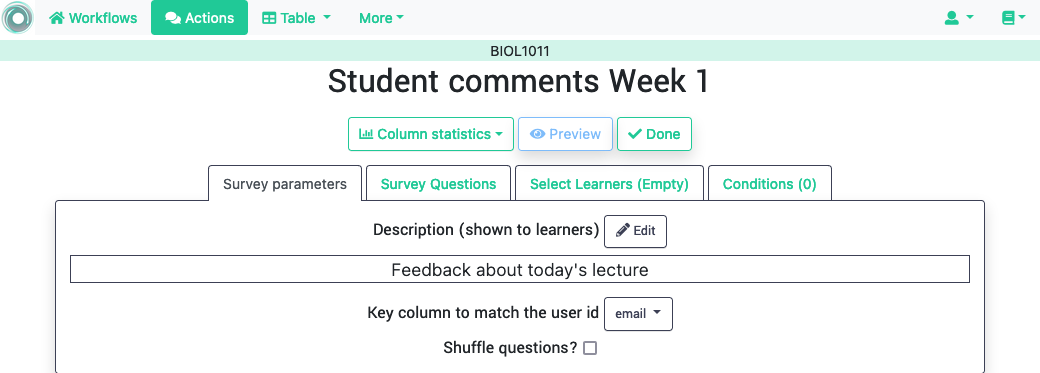 Workflows Actions Table More
BIOL1011
Student comments Week 1
Column statistics Preview Done
Survey parameters Survey Questions Select Learners (Empty) Conditions (0)
Description (shown to learners) Edit
Feedback about today's lecture
Key column to match the user id email
Shuffle questions?